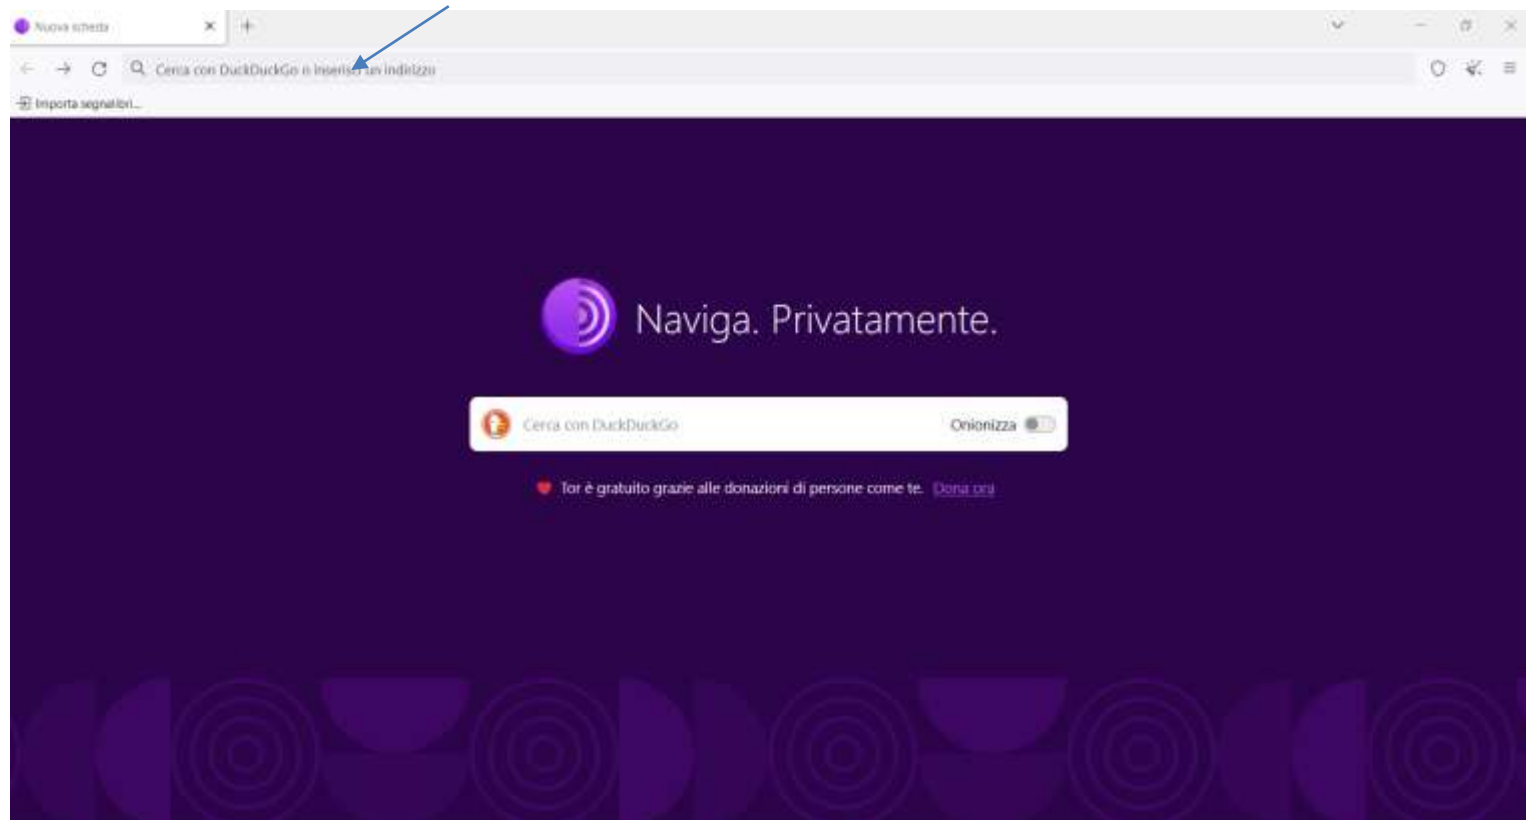 Nuova scheda
Cerca con DuckDuckGo o inserisci un indirizzo
Importa segnalibri...
Naviga. Privatamente.
Cerca con DuckDuckGo Onionizza
Tor è gratuito grazie alle donazioni di persone come te. Dona ora